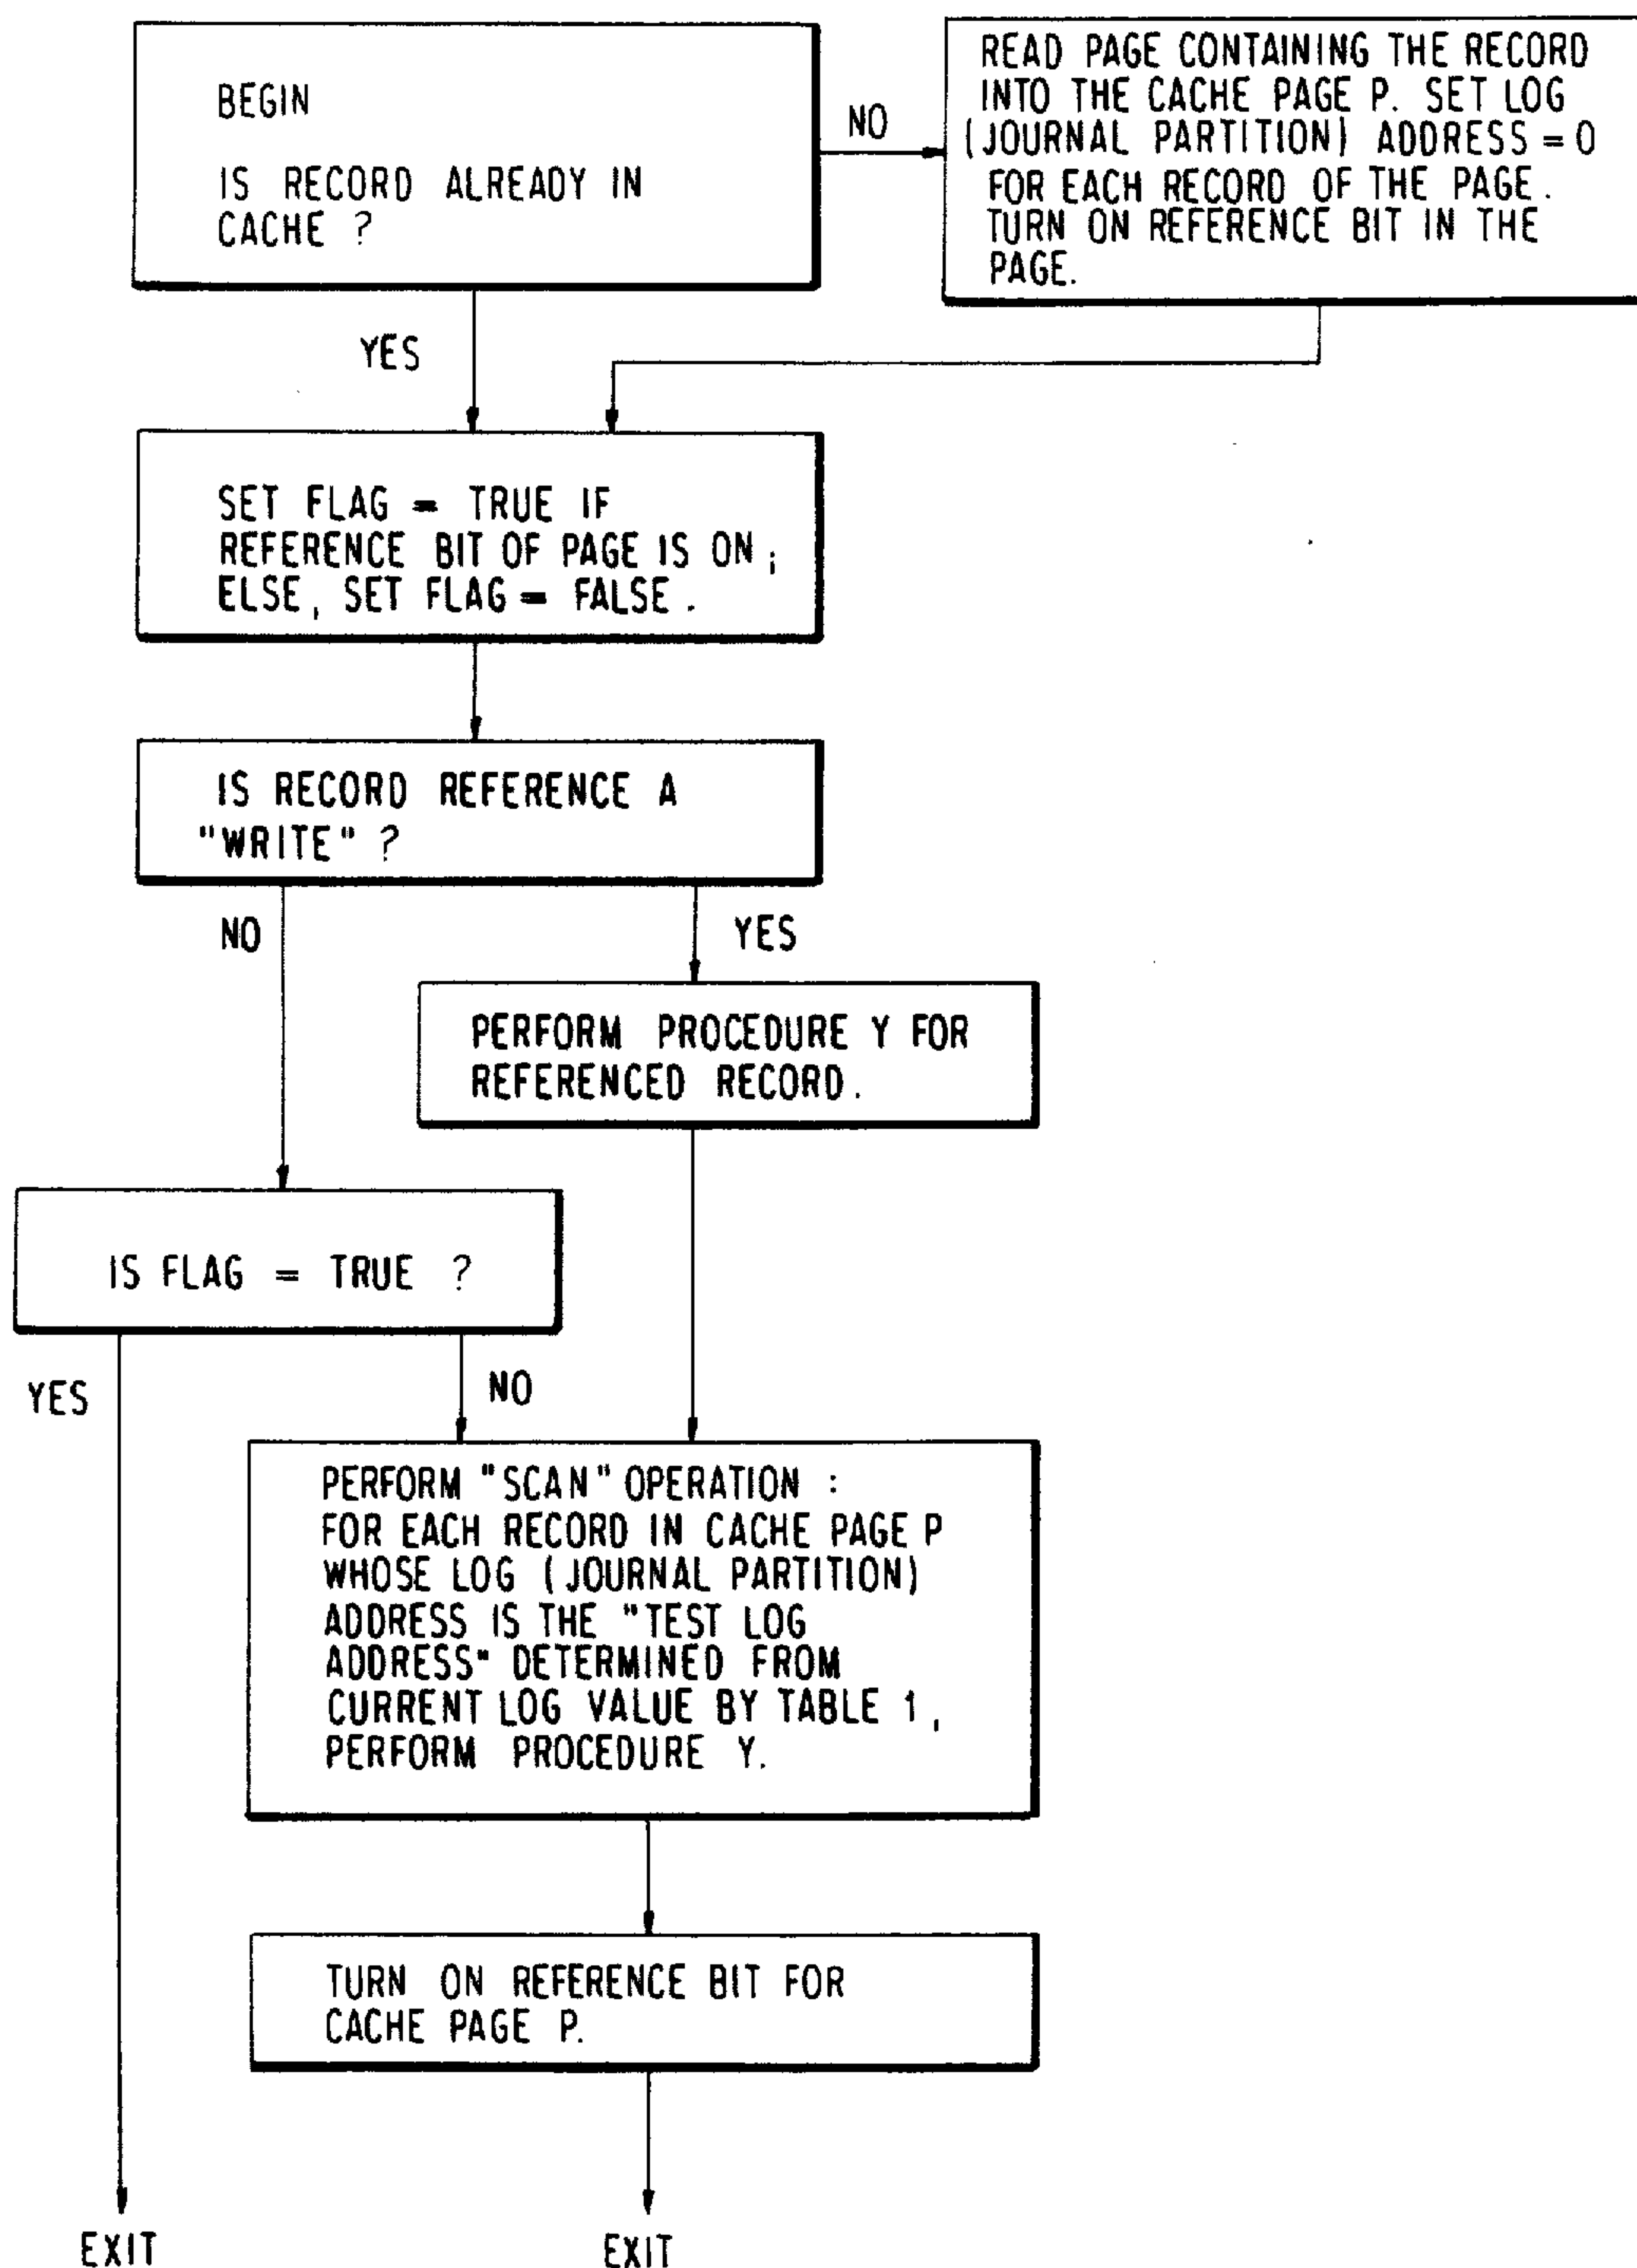 BEGIN
IS RECORD ALREADY IN
CACHE ?
NO
READ PAGE CONTAINING THE RECORD
INTO THE CACHE PAGE P. SET LOG
(JOURNAL PARTITION) ADDRESS = 0
FOR EACH RECORD OF THE PAGE.
TURN ON REFERENCE BIT IN THE
PAGE.
YES
SET FLAG = TRUE IF
REFERENCE BIT OF PAGE IS ON;
ELSE, SET FLAG = FALSE.
IS RECORD REFERENCE A
"WRITE" ?
NO
YES
PERFORM PROCEDURE Y FOR
REFERENCED RECORD.
IS FLAG = TRUE ?
YES
NO
PERFORM "SCAN" OPERATION :
FOR EACH RECORD IN CACHE PAGE P
WHOSE LOG (JOURNAL PARTITION)
ADDRESS IS THE "TEST LOG
ADDRESS" DETERMINED FROM
CURRENT LOG VALUE BY TABLE 1,
PERFORM PROCEDURE Y.
TURN ON REFERENCE BIT FOR
CACHE PAGE P.
EXIT
EXIT